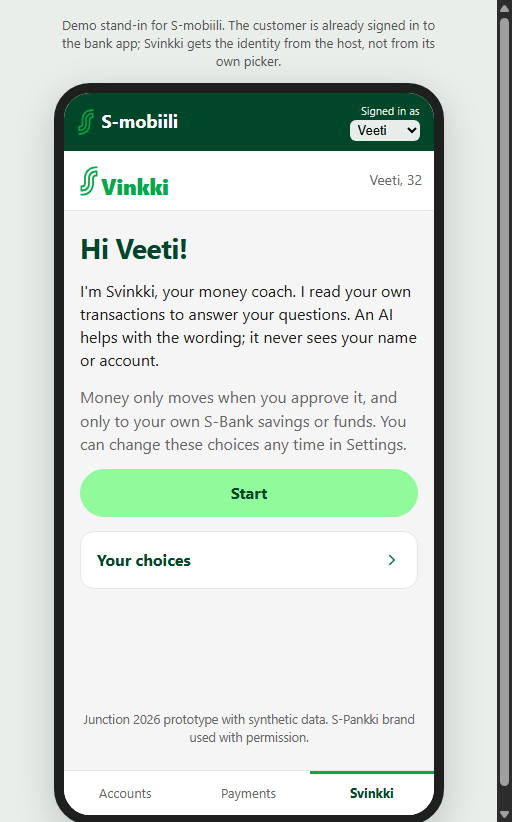 Demo stand-in for S-mobiili. The customer is already signed in to
the bank app; Svinkki gets the identity from the host, not from its
own picker.
S-mobiili
Signed in as
Veeti
Vinkki
Veeti, 32
Hi Veeti!
I'm Svinkki, your money coach. I read your own
transactions to answer your questions. An AI
helps with the wording; it never sees your name
or account.
Money only moves when you approve it, and
only to your own S-Bank savings or funds. You
can change these choices any time in Settings.
Start
Your choices
Junction 2026 prototype with synthetic data. S-Pankki brand
used with permission.
Accounts
Payments
Svinkki